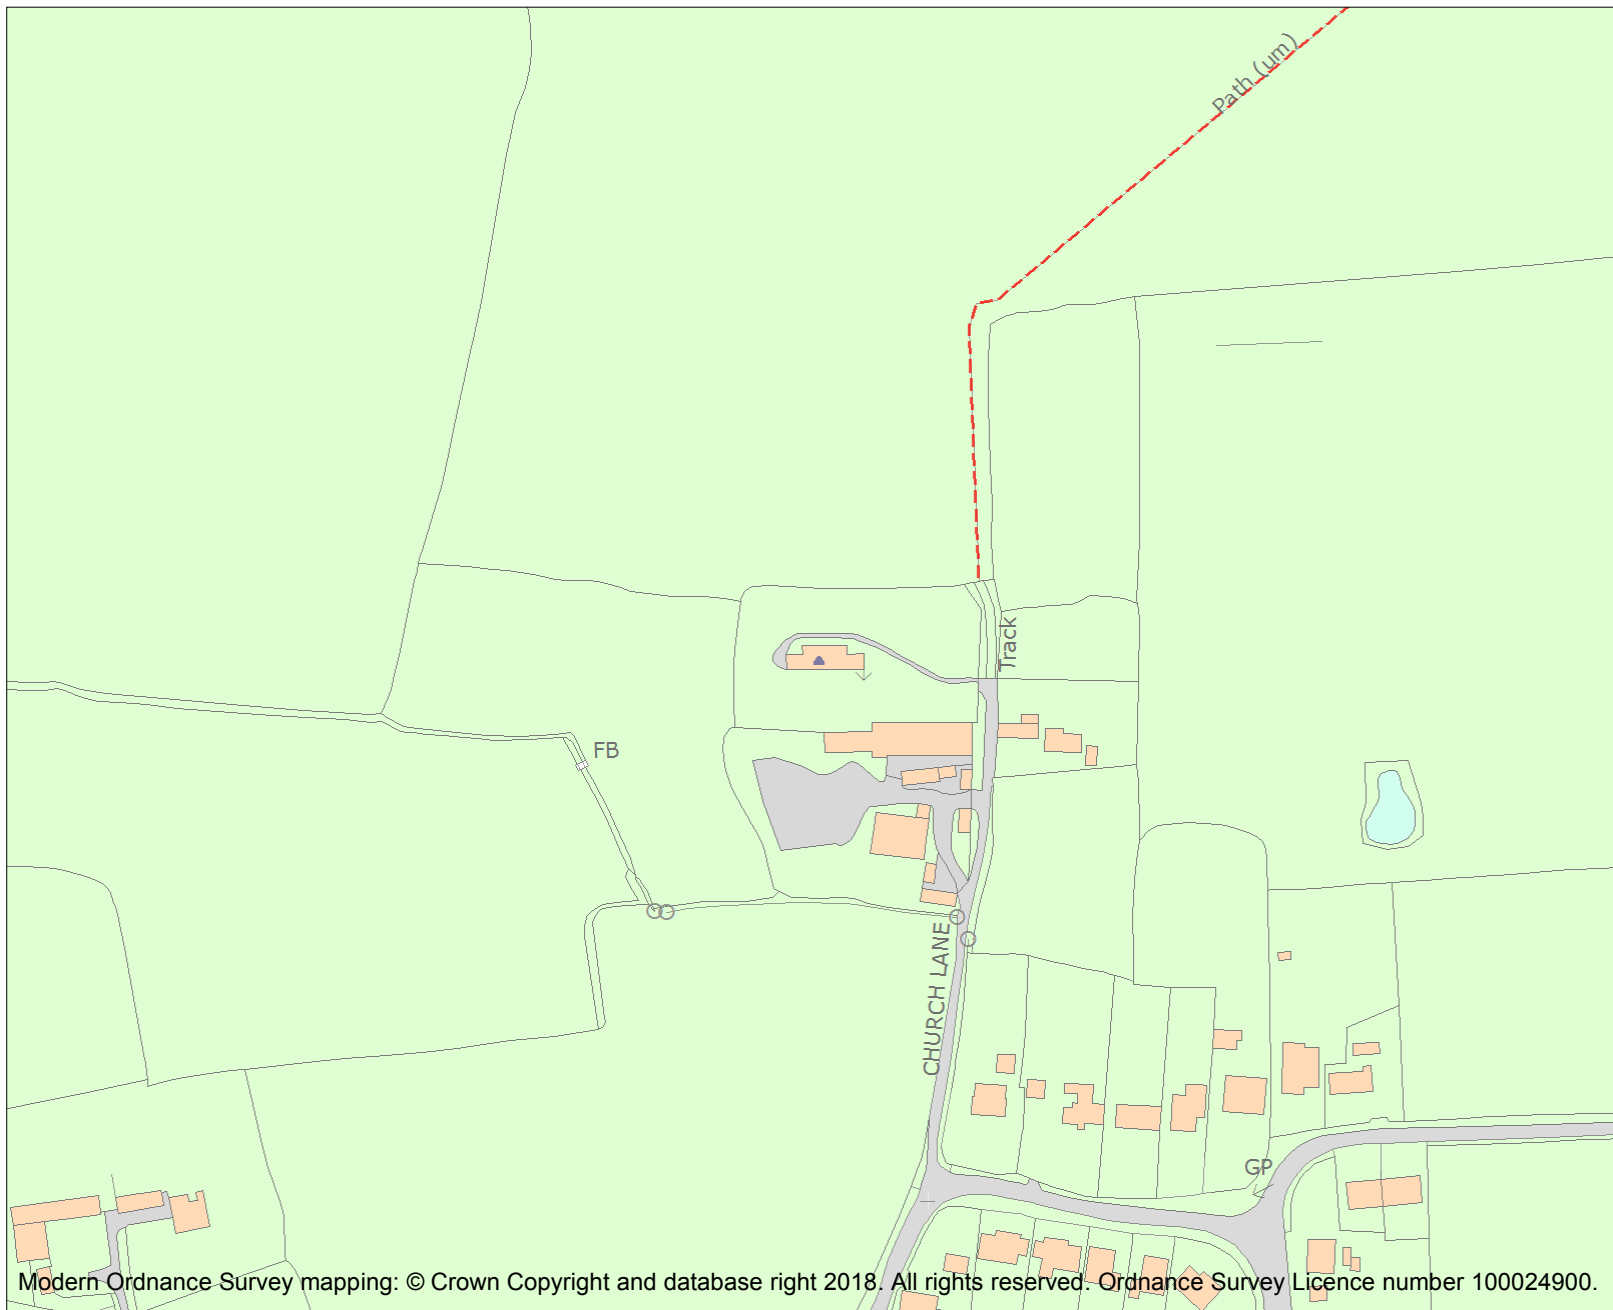 Path (um)
Track
FB
CHURCH LANE
GP
Modern Ordnance Survey mapping: © Crown Copyright and database right 2018. All rights reserved. Ordnance Survey Licence number 100024900.